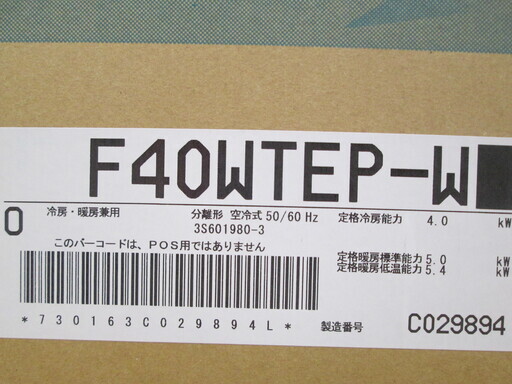 F40WTEP-W
0 冷房・暖房兼用 分離形 空冷式 50/60 Hz 定格冷房能力 4.0 kW
3S601980-3
このバーコードは、POS用ではありません
定格暖房標準能力 5.0 kW
定格暖房低温能力 5.4 kW
*730163C029894L* 製造番号 C029894